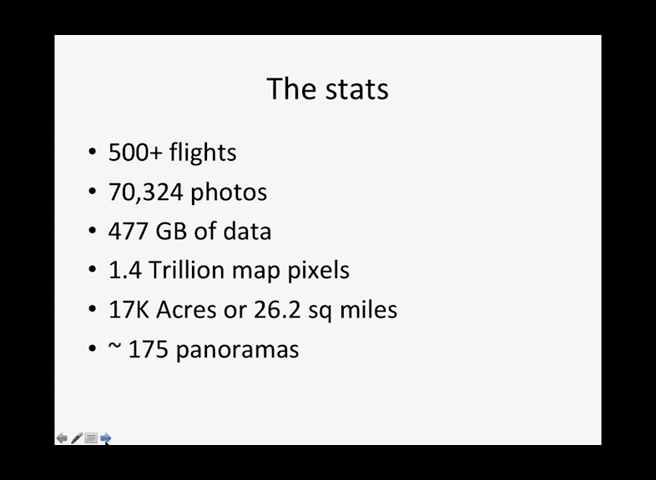 The stats
• 500+ flights
• 70,324 photos
• 477 GB of data
• 1.4 Trillion map pixels
• 17K Acres or 26.2 sq miles
• ~ 175 panoramas